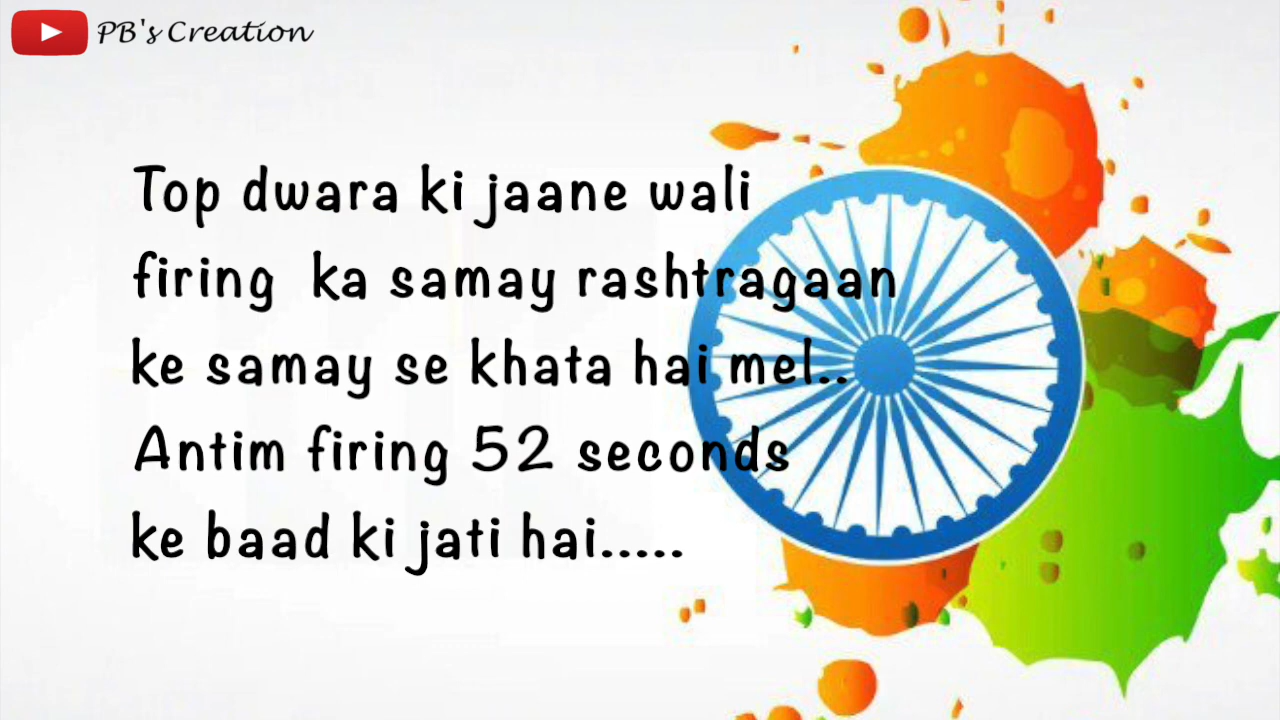 PB's Creation
Top dwara ki jaane wali
firing ka samay rashtragaan
ke samay se khata hai mel..
Antim firing 52 seconds
ke baad ki jati hai.....